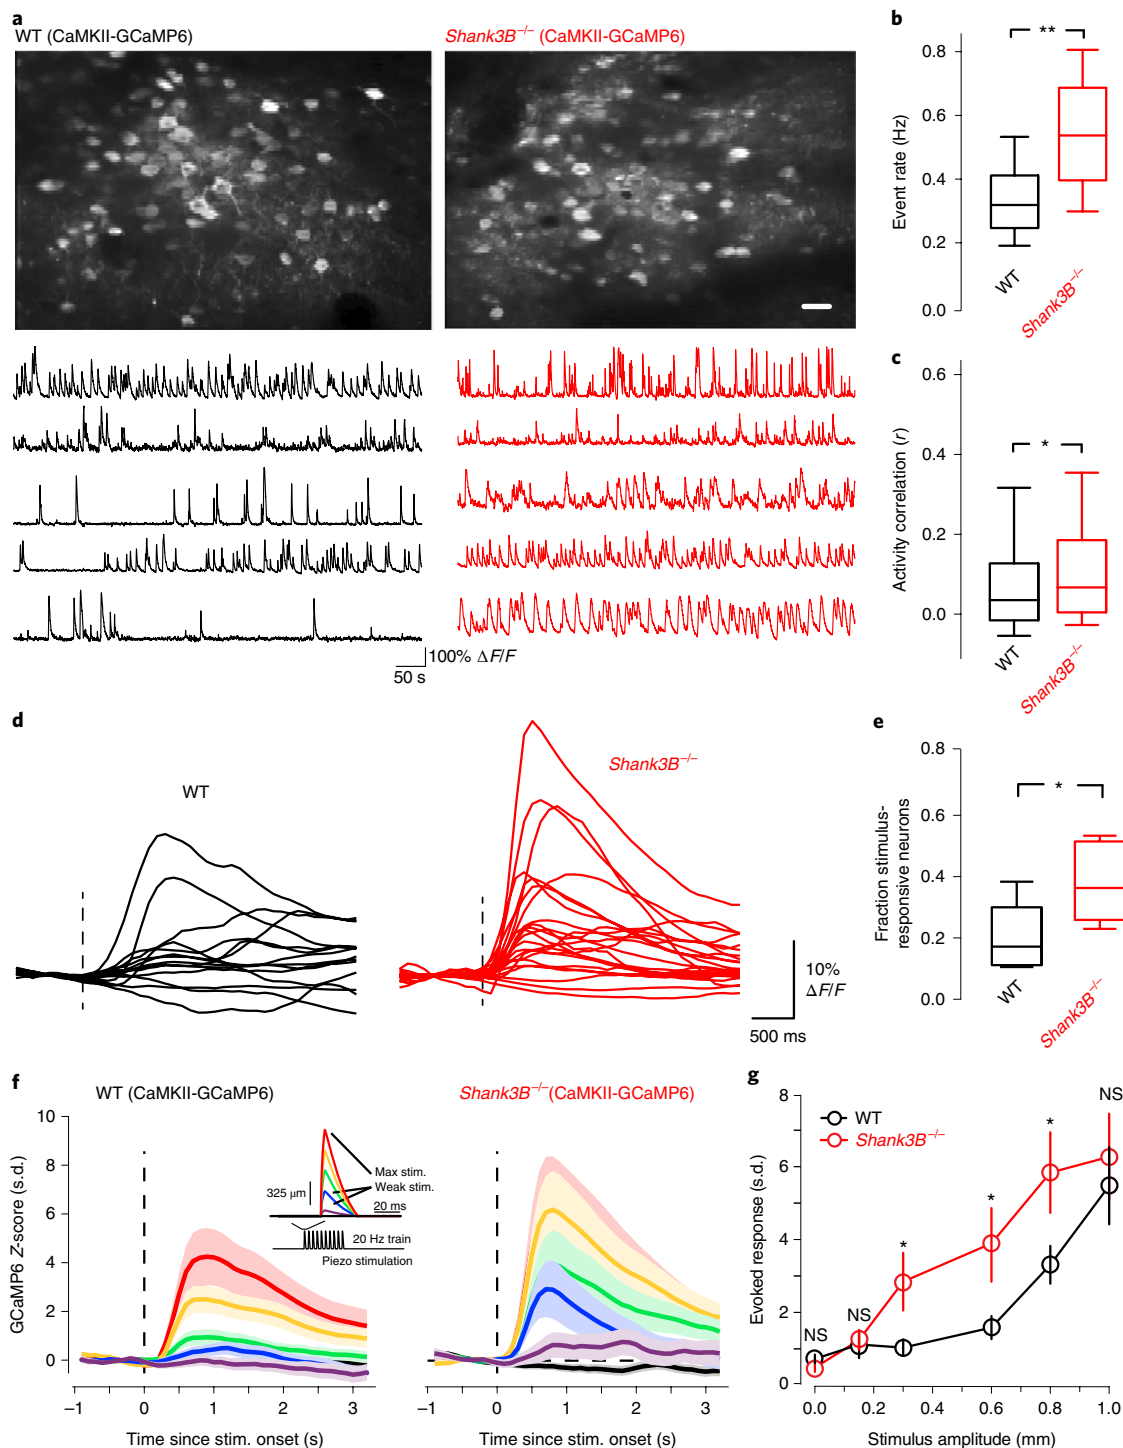 a
WT (CaMKII-GCaMP6)
Shank3B−/− (CaMKII-GCaMP6)
100% ΔF/F
50 s
b
**
0.8
0.6
0.4
0.2
0.0
Event rate (Hz)
WT
Shank3B−/−
c
0.6
*
0.4
0.2
0.0
Activity correlation (r)
WT
Shank3B−/−
d
WT
Shank3B−/−
10%
ΔF/F
500 ms
e
0.8
*
0.6
0.4
0.2
0.0
Fraction stimulus-
responsive neurons
WT
Shank3B−/−
f
WT (CaMKII-GCaMP6)
Shank3B−/−(CaMKII-GCaMP6)
10
8
6
4
2
0
GCaMP6 Z-score (s.d.)
Max stim.
Weak stim.
325 μm
20 ms
20 Hz train
Piezo stimulation
−1 0 1 2 3
Time since stim. onset (s)
−1 0 1 2 3
Time since stim. onset (s)
g
8
6
4
2
0
Evoked response (s.d.)
WT
Shank3B−/−
NS
NS
*
*
*
NS
0.0 0.2 0.4 0.6 0.8 1.0
Stimulus amplitude (mm)